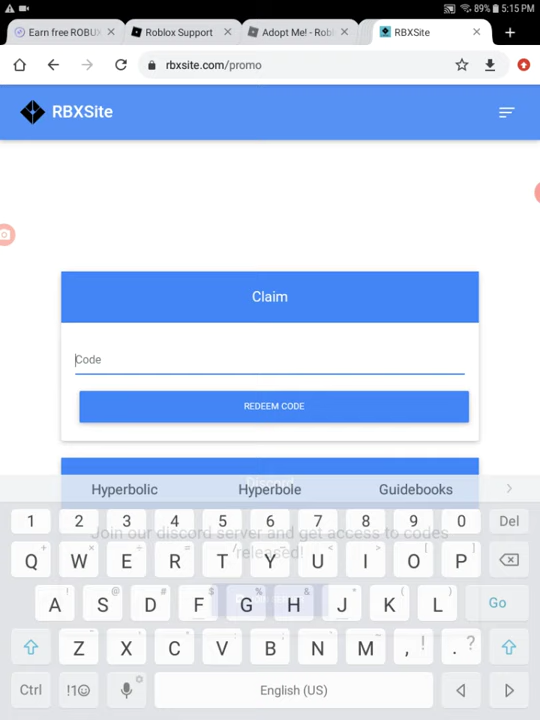 89% 5:15 PM
Earn free ROBUX
Roblox Support
Adopt Me! - Robl
RBXSite
rbxsite.com/promo
RBXSite
Claim
Code
REDEEM CODE
Discord
Hyperbolic Hyperbole Guidebooks
Join our discord server and get access to codes
released!
1 2 3 4 5 6 7 8 9 0 Del
Q W E R T Y U I O P
A S D F G H J K L Go
Z X C V B N M , ! . ?
Ctrl !1☺ English (US)